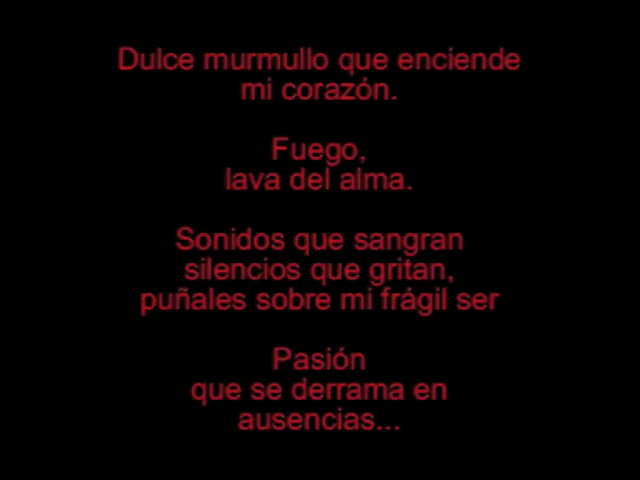 Dulce murmullo que enciende
mi corazón.
Fuego,
lava del alma.
Sonidos que sangran
silencios que gritan,
puñales sobre mi frágil ser
Pasión
que se derrama en
ausencias...